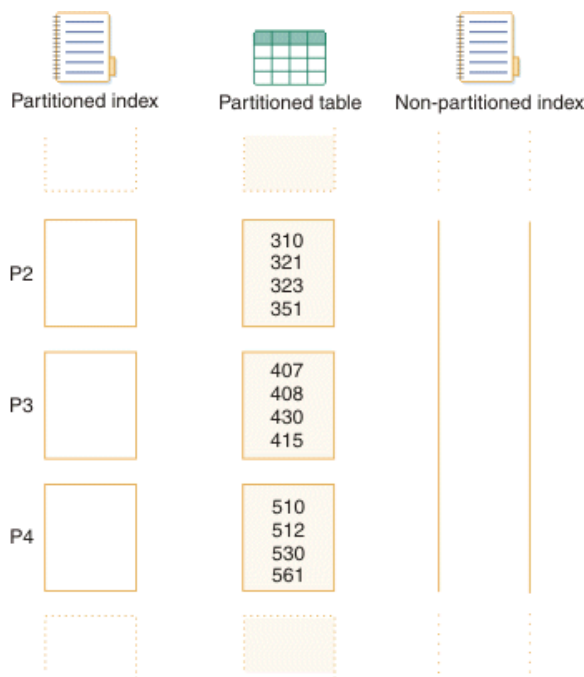 Partitioned index
Partitioned table
Non-partitioned index
P2
310
321
323
351
P3
407
408
430
415
P4
510
512
530
561